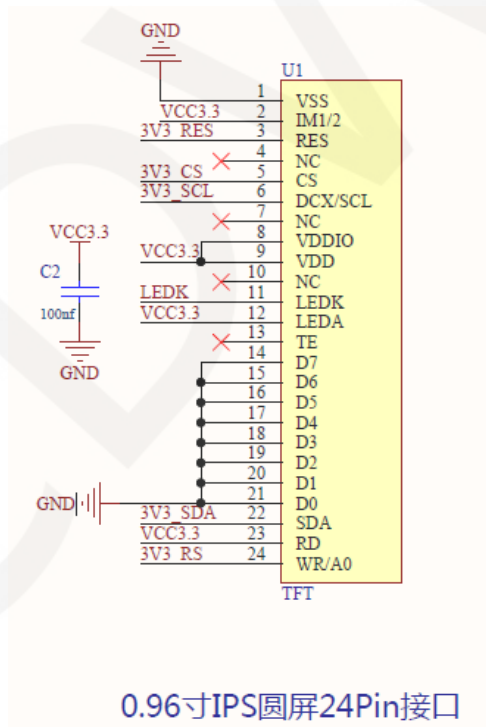 GND
U1
1 VSS
VCC3.3 2 IM1/2
3V3_RES 3 RES
4 NC
3V3_CS 5 CS
3V3_SCL 6 DCX/SCL
7 NC
8 VDDIO
VCC3.3 9 VDD
10 NC
LEDK 11 LEDK
VCC3.3 12 LEDA
13 TE
14 D7
15 D6
16 D5
17 D4
18 D3
19 D2
20 D1
GND 21 D0
3V3_SDA 22 SDA
VCC3.3 23 RD
3V3_RS 24 WR/A0
TFT
VCC3.3
C2
100nf
GND
0.96寸IPS圆屏24Pin接口